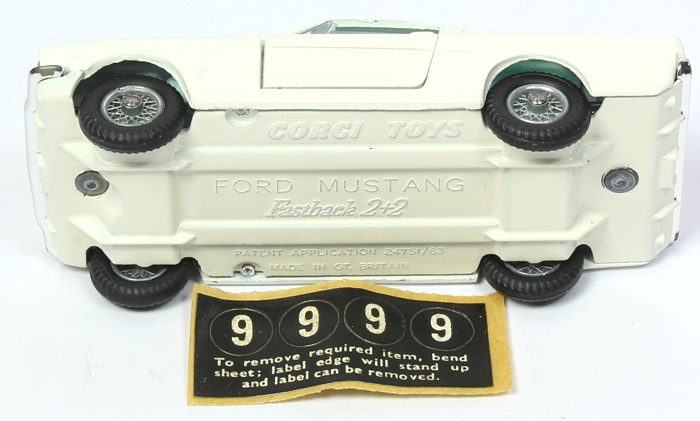 CORGI TOYS
FORD MUSTANG
Fastback 2+2
PATENT APPLICATION 24751/63
MADE IN GT. BRITAIN
9 9 9 9
To remove required item, bend
sheet; label edge will stand up
and label can be removed.